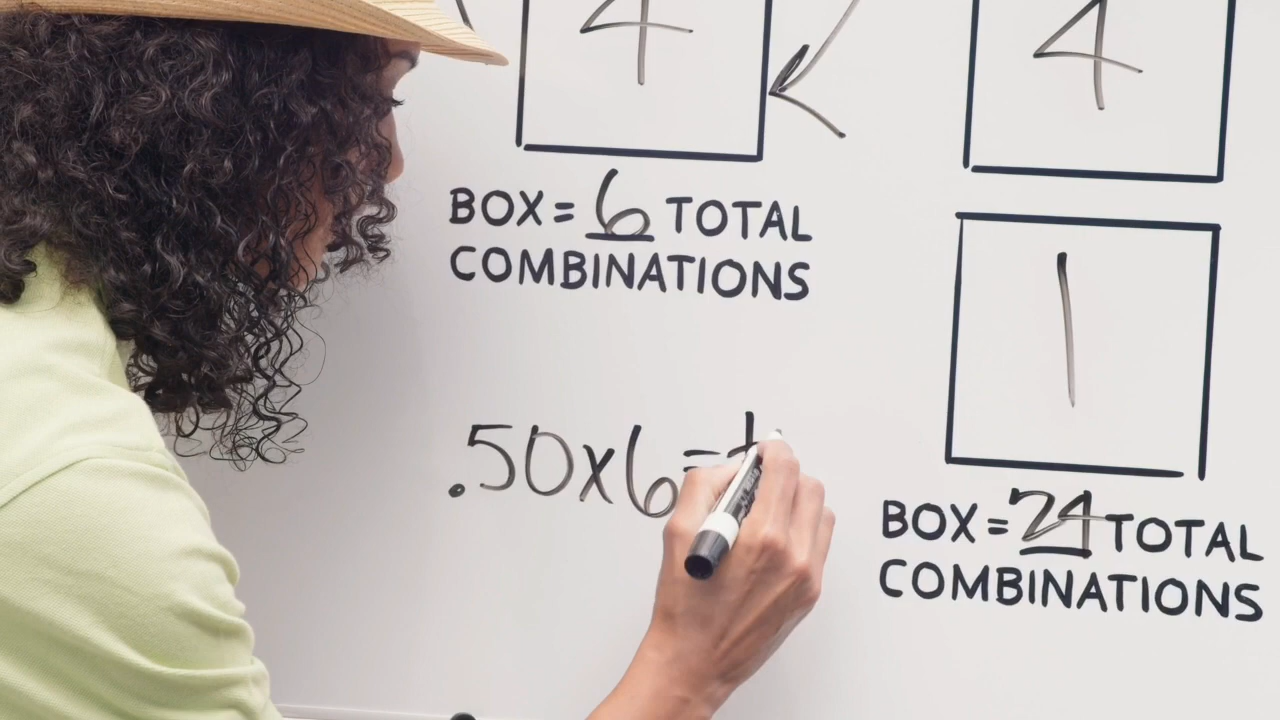 4
4
BOX = 6 TOTAL
COMBINATIONS
1
.50x6=
BOX = 24 TOTAL
COMBINATIONS